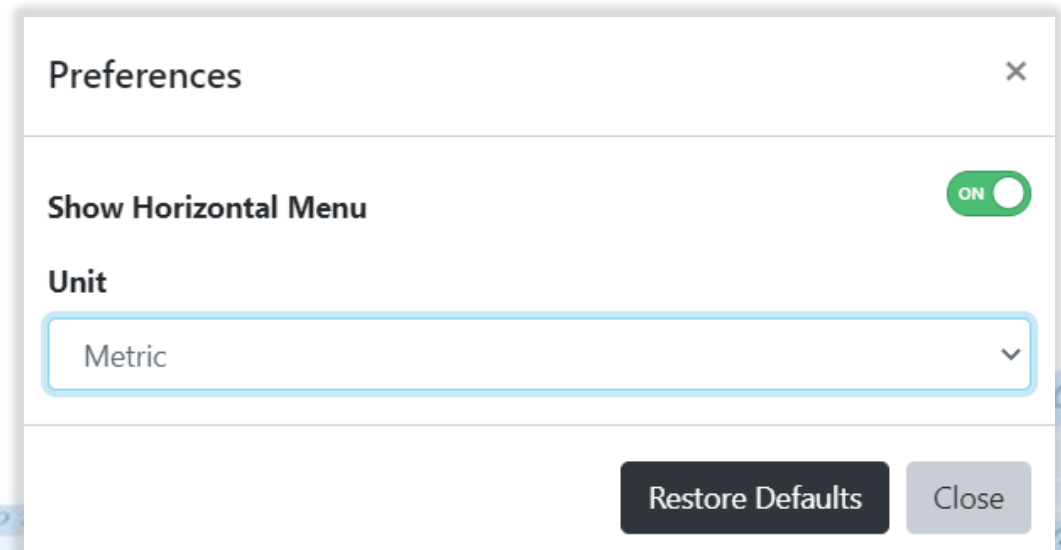 Preferences ×
Show Horizontal Menu ON
Unit
Metric
Restore Defaults Close